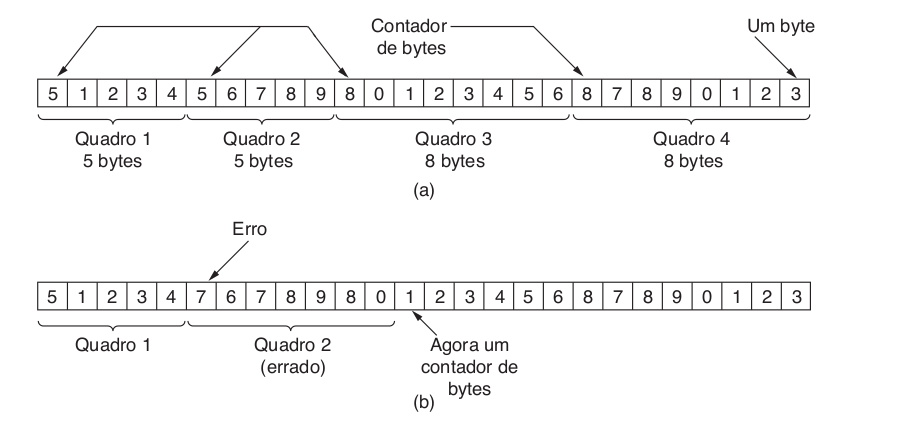 Contador
de bytes
Um byte
5 1 2 3 4 5 6 7 8 9 8 0 1 2 3 4 5 6 8 7 8 9 0 1 2 3
Quadro 1
5 bytes
Quadro 2
5 bytes
Quadro 3
8 bytes
Quadro 4
8 bytes
(a)
Erro
5 1 2 3 4 7 6 7 8 9 8 0 1 2 3 4 5 6 8 7 8 9 0 1 2 3
Quadro 1
Quadro 2
(errado)
Agora um
contador de
bytes
(b)